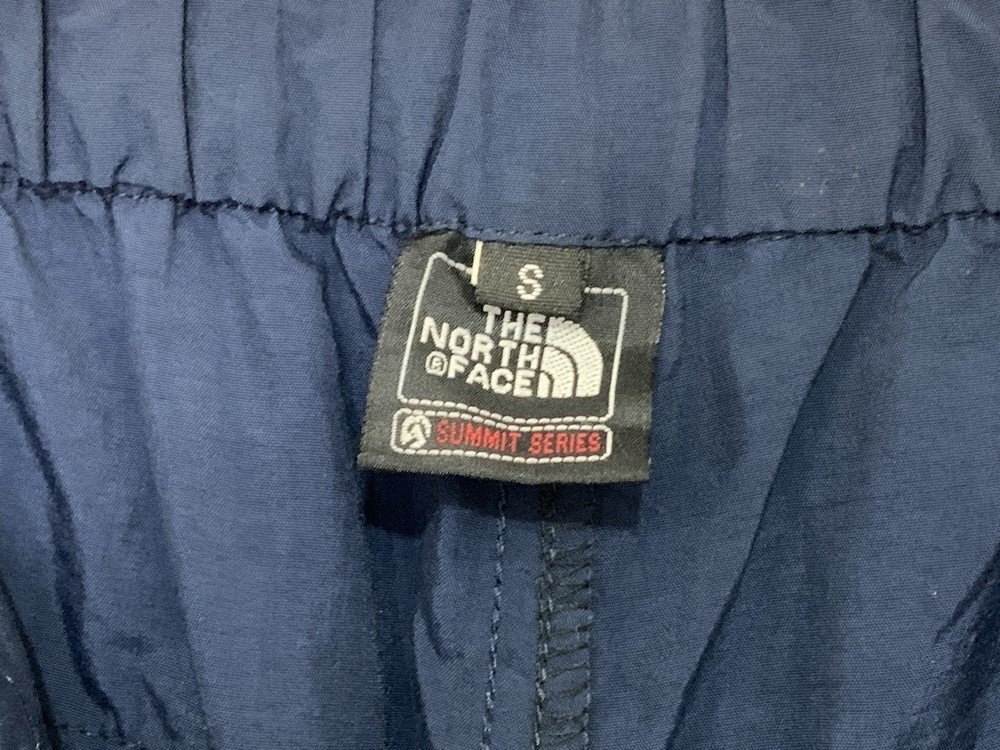 S
THE
NORTH
®FACE
SUMMIT SERIES